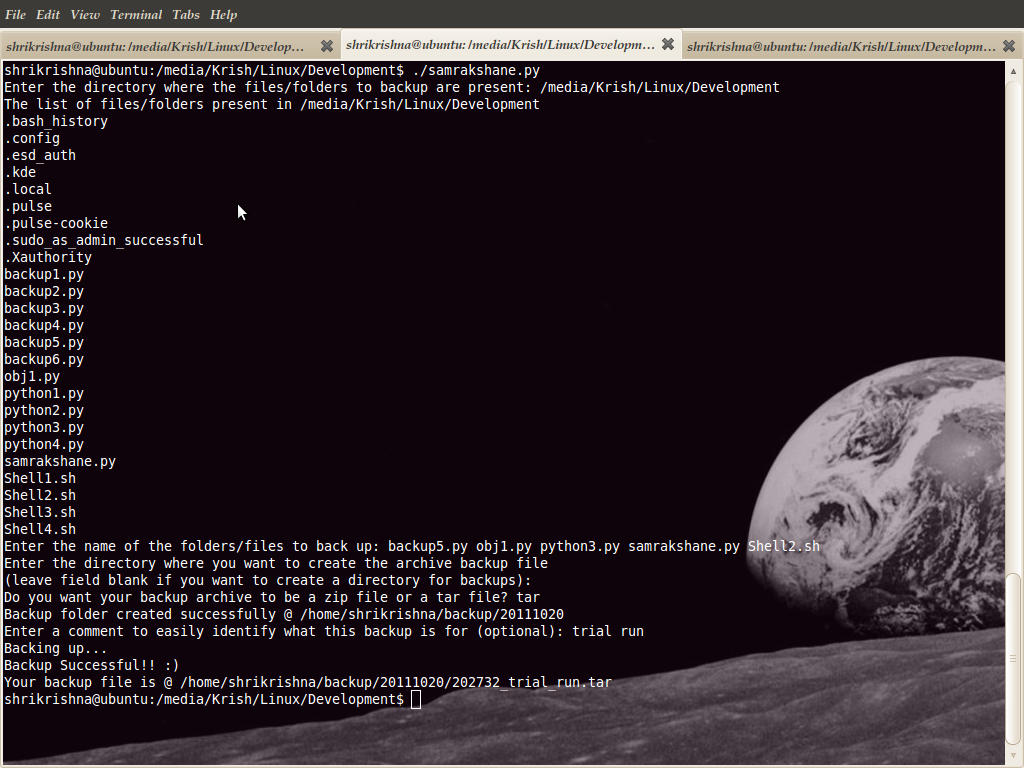 File Edit View Terminal Tabs Help
shrikrishna@ubuntu: /media/Krish/Linux/Develop... shrikrishna@ubuntu: /media/Krish/Linux/Developm... shrikrishna@ubuntu: /media/Krish/Linux/Developm...
shrikrishna@ubuntu:/media/Krish/Linux/Development$ ./samrakshane.py
Enter the directory where the files/folders to backup are present: /media/Krish/Linux/Development
The list of files/folders present in /media/Krish/Linux/Development
.bash_history
.config
.esd_auth
.kde
.local
.pulse
.pulse-cookie
.sudo_as_admin_successful
.Xauthority
backup1.py
backup2.py
backup3.py
backup4.py
backup5.py
backup6.py
obj1.py
python1.py
python2.py
python3.py
python4.py
samrakshane.py
Shell1.sh
Shell2.sh
Shell3.sh
Shell4.sh
Enter the name of the folders/files to back up: backup5.py obj1.py python3.py samrakshane.py Shell2.sh
Enter the directory where you want to create the archive backup file
(leave field blank if you want to create a directory for backups):
Do you want your backup archive to be a zip file or a tar file? tar
Backup folder created successfully @ /home/shrikrishna/backup/20111020
Enter a comment to easily identify what this backup is for (optional): trial run
Backing up...
Backup Successful!! :)
Your backup file is @ /home/shrikrishna/backup/20111020/202732_trial_run.tar
shrikrishna@ubuntu:/media/Krish/Linux/Development$